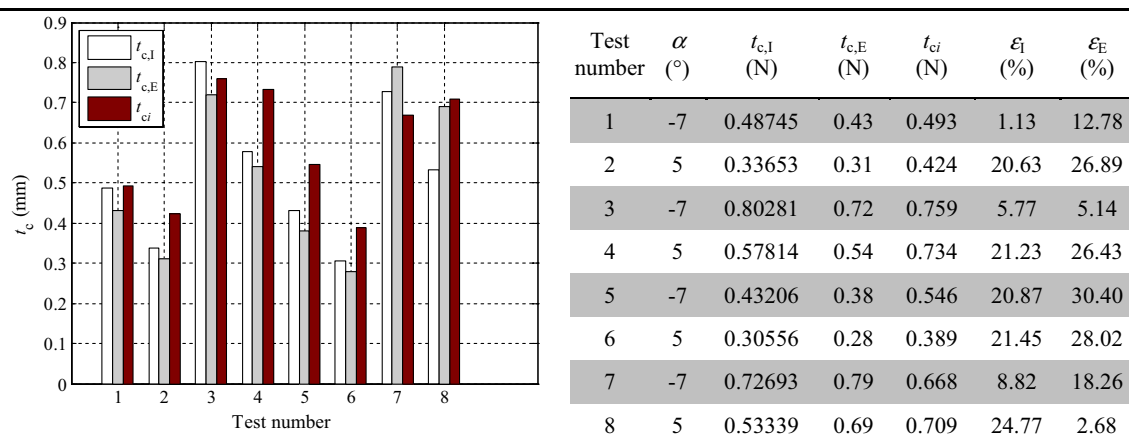 0.9
0.8
0.7
0.6
0.5
0.4
0.3
0.2
0.1
0
t_c (mm)
t_c,I
t_c,E
t_ci
1 2 3 4 5 6 7 8
Test number
Test number α (°) t_c,I (N) t_c,E (N) t_ci (N) ε_I (%) ε_E (%)
1 -7 0.48745 0.43 0.493 1.13 12.78
2 5 0.33653 0.31 0.424 20.63 26.89
3 -7 0.80281 0.72 0.759 5.77 5.14
4 5 0.57814 0.54 0.734 21.23 26.43
5 -7 0.43206 0.38 0.546 20.87 30.40
6 5 0.30556 0.28 0.389 21.45 28.02
7 -7 0.72693 0.79 0.668 8.82 18.26
8 5 0.53339 0.69 0.709 24.77 2.68